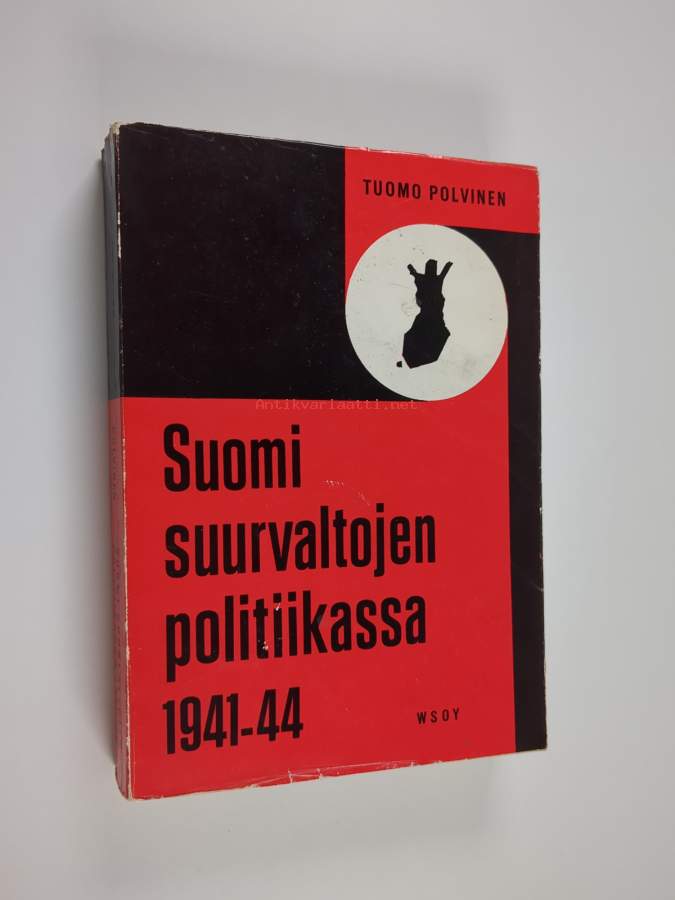 TUOMO POLVINEN
Antikvariaatti.net
Suomi
suurvaltojen
politiikassa
1941-44
WSOY